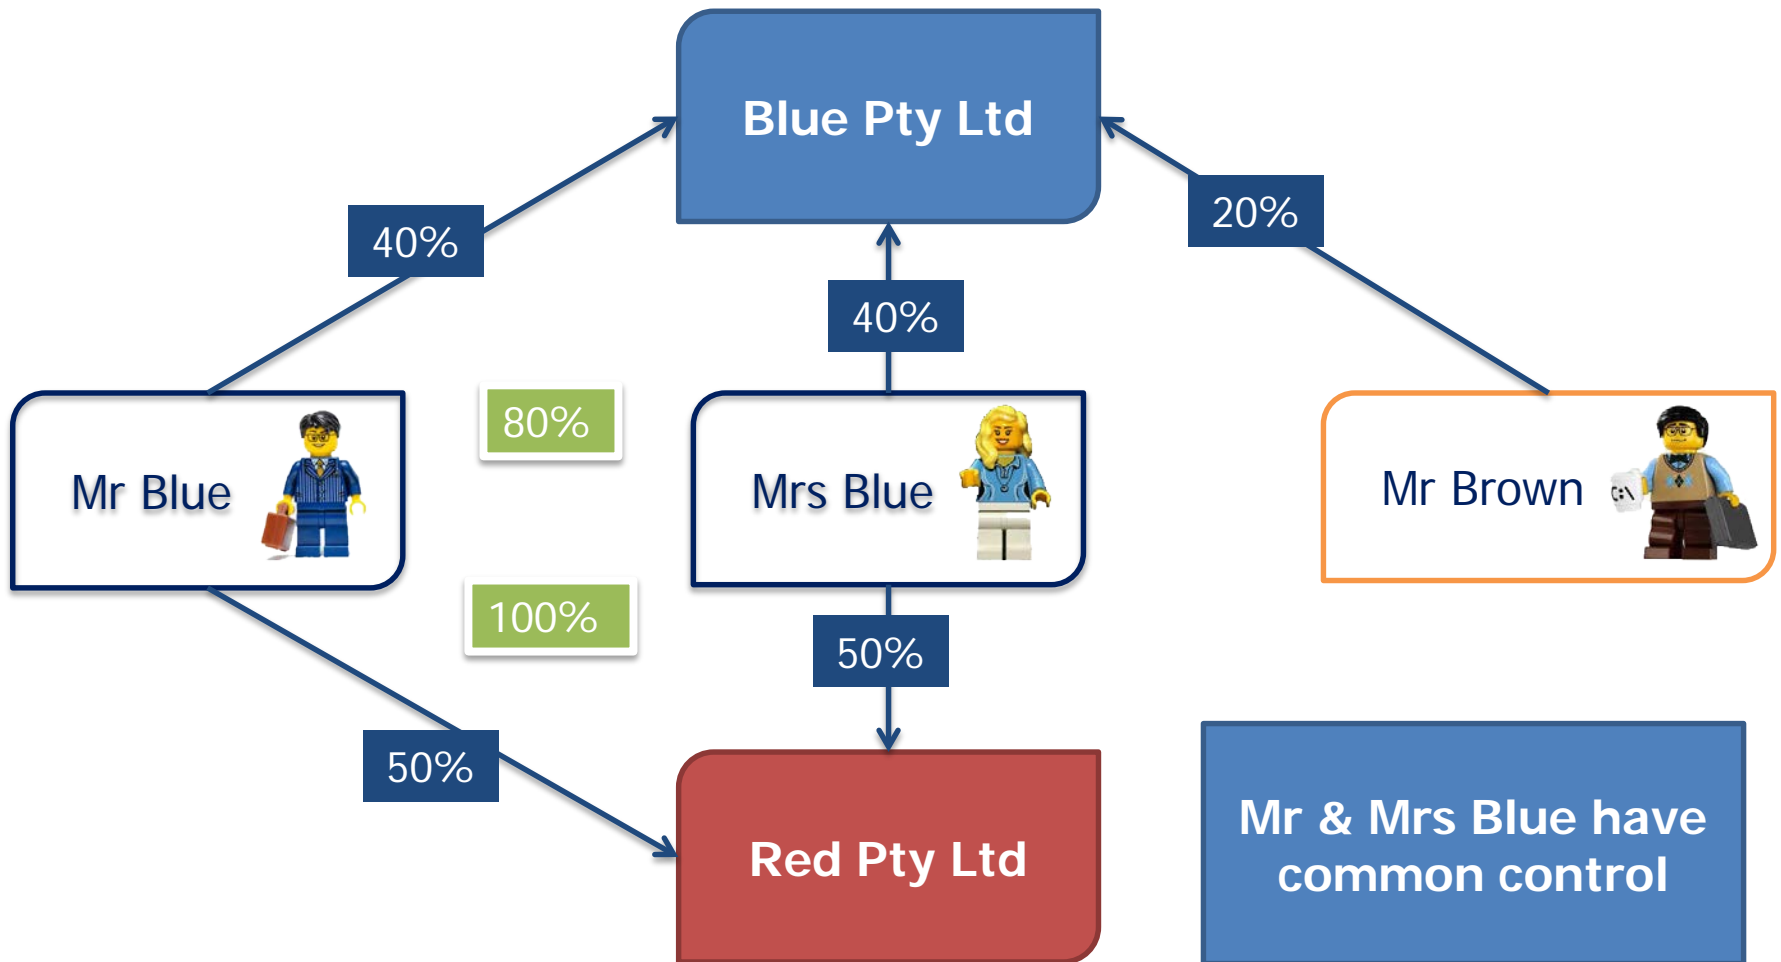 Blue Pty Ltd
40%
20%
40%
80%
Mr Blue
Mrs Blue
Mr Brown
C:\
100%
50%
50%
Red Pty Ltd
Mr & Mrs Blue have
common control